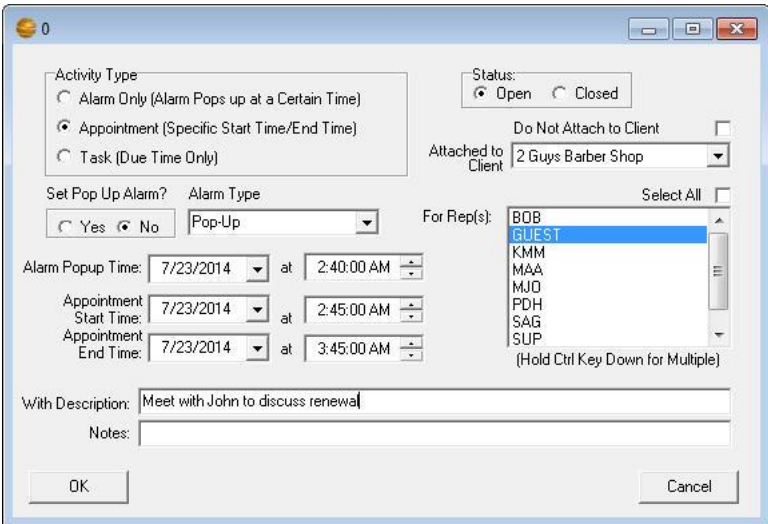 0
Activity Type
Alarm Only (Alarm Pops up at a Certain Time)
Appointment (Specific Start Time/End Time)
Task (Due Time Only)
Status:
Open Closed
Do Not Attach to Client
Attached to Client 2 Guys Barber Shop
Set Pop Up Alarm? Alarm Type
Yes No Pop-Up
Select All
For Rep(s):
BOB
GUEST
KMM
MAA
MJO
PDH
SAG
SUP
(Hold Ctrl Key Down for Multiple)
Alarm Popup Time: 7/23/2014 at 2:40:00 AM
Appointment Start Time: 7/23/2014 at 2:45:00 AM
Appointment End Time: 7/23/2014 at 3:45:00 AM
With Description: Meet with John to discuss renewal
Notes:
OK Cancel